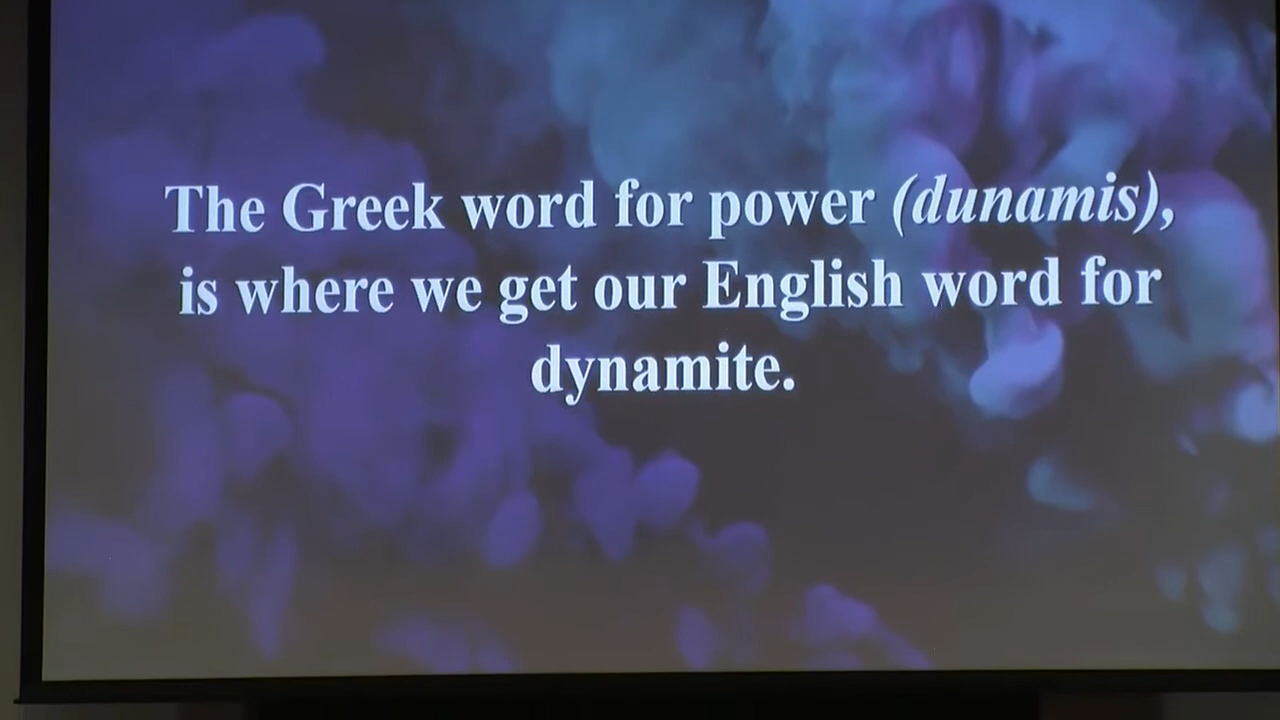 The Greek word for power (dunamis),
is where we get our English word for
dynamite.